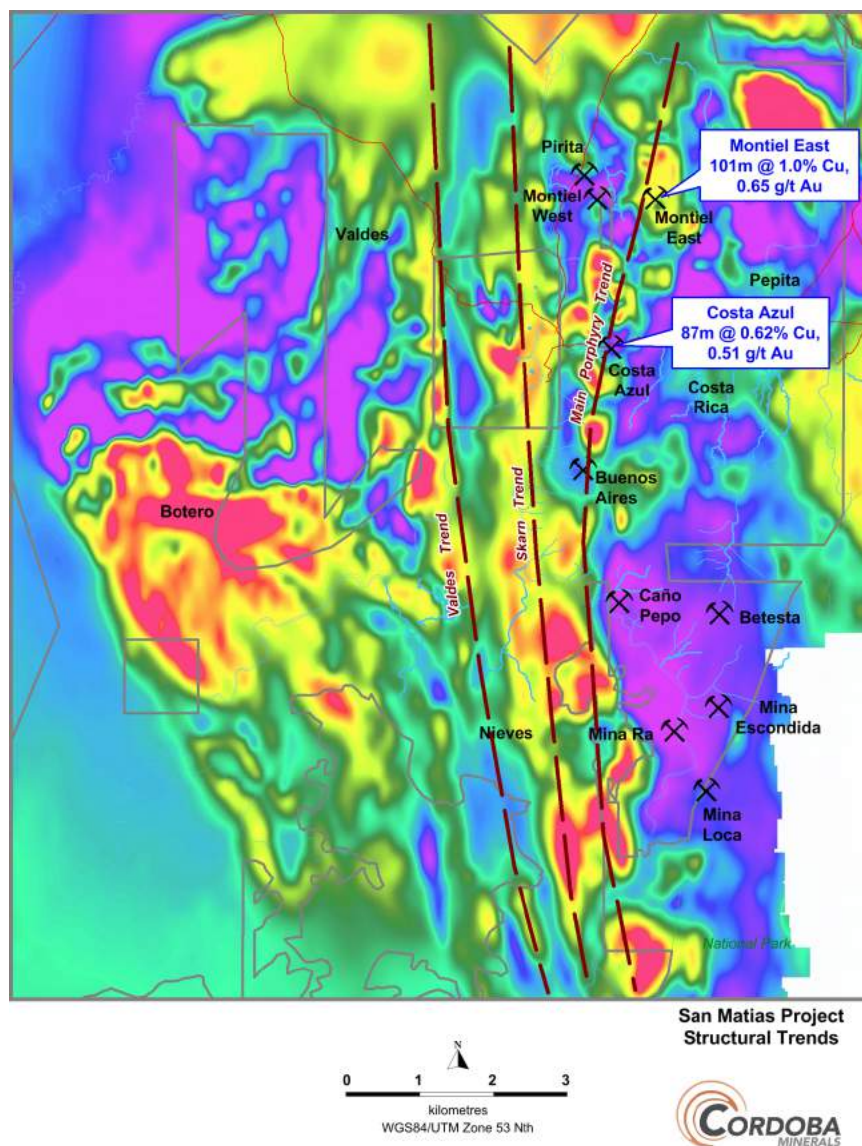 Montiel East
101m @ 1.0% Cu,
0.65 g/t Au
Pirita
Montiel
West
Montiel
East
Valdes
Pepita
Costa Azul
87m @ 0.62% Cu,
0.51 g/t Au
Main Porphyry Trend
Costa
Azul
Costa
Rica
Buenos
Aires
Botero
Valdes Trend
Skarn Trend
Caño
Pepo
Betesta
Nieves
Mina Ra
Mina
Escondida
Mina
Loca
National Park
San Matias Project
Structural Trends
N
0 1 2 3
kilometres
WGS84/UTM Zone 53 Nth
CORDOBA
MINERALS